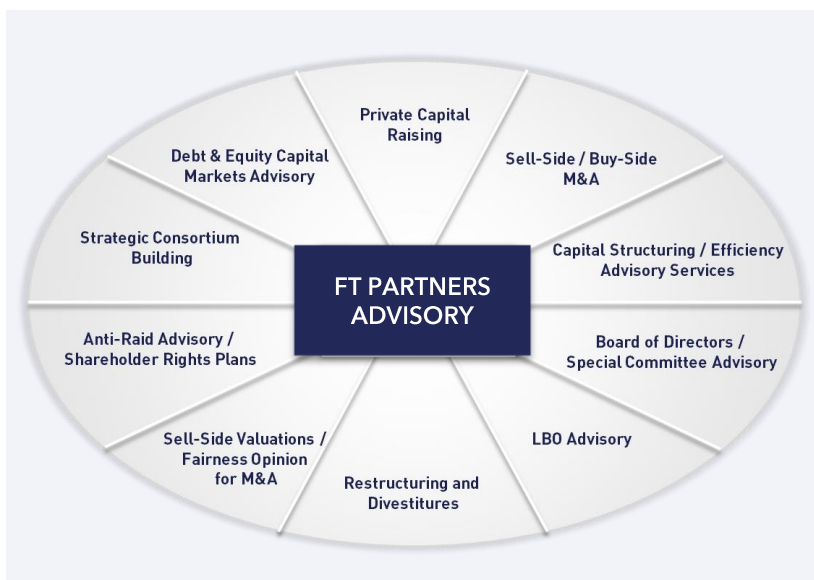 Private Capital
Raising
Sell-Side / Buy-Side
M&A
Capital Structuring / Efficiency
Advisory Services
Board of Directors /
Special Committee Advisory
LBO Advisory
Restructuring and
Divestitures
Sell-Side Valuations /
Fairness Opinion
for M&A
Anti-Raid Advisory /
Shareholder Rights Plans
Strategic Consortium
Building
Debt & Equity Capital
Markets Advisory
FT PARTNERS
ADVISORY